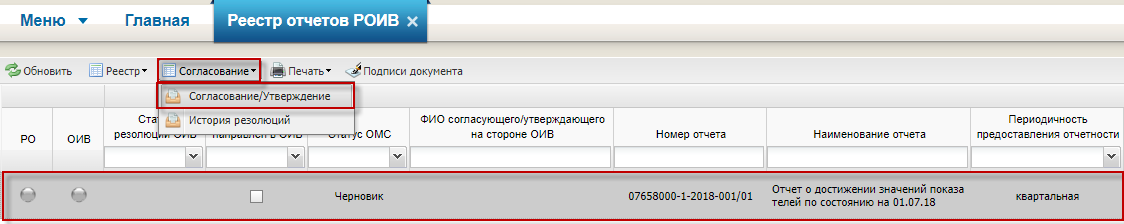 Меню Главная Реестр отчетов РОИВ
Обновить Реестр Согласование Печать Подписи документа
Согласование/Утверждение
История резолюций
РО ОИВ резолюции ОИВ направлен в ОИВ Статус ОМС ФИО согласующего/утверждающего на стороне ОИВ Номер отчета Наименование отчета Периодичность предоставления отчетности
Черновик 07658000-1-2018-001/01 Отчет о достижении значений показа
телей по состоянию на 01.07.18 квартальная